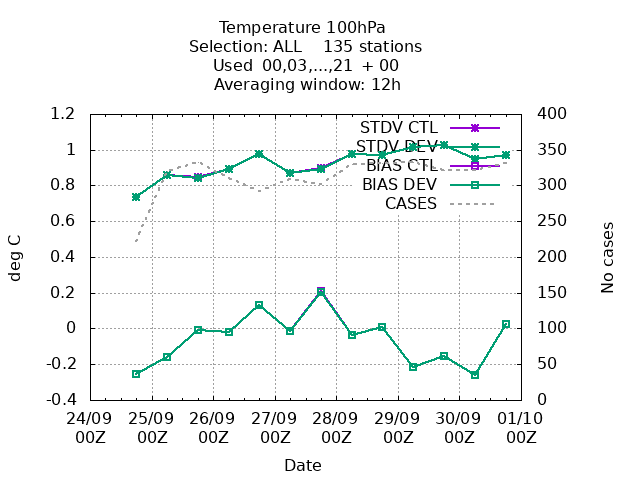 Temperature 100hPa
Selection: ALL 135 stations
Used 00,03,...,21 + 00
Averaging window: 12h
1.2
1
0.8
0.6
0.4
0.2
0
-0.2
-0.4
deg C
400
350
300
250
200
150
100
50
0
No cases
STDV CTL
STDV DEV
BIAS CTL
BIAS DEV
CASES
24/09 25/09 26/09 27/09 28/09 29/09 30/09 01/10
00Z 00Z 00Z 00Z 00Z 00Z 00Z 00Z
Date